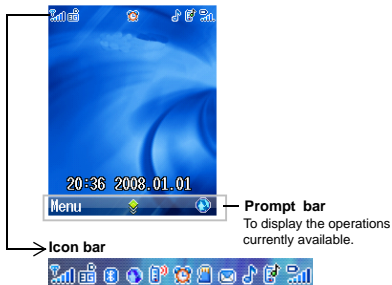 20:36 2008.01.01
Menu
Prompt bar
To display the operations
currently available.
Icon bar